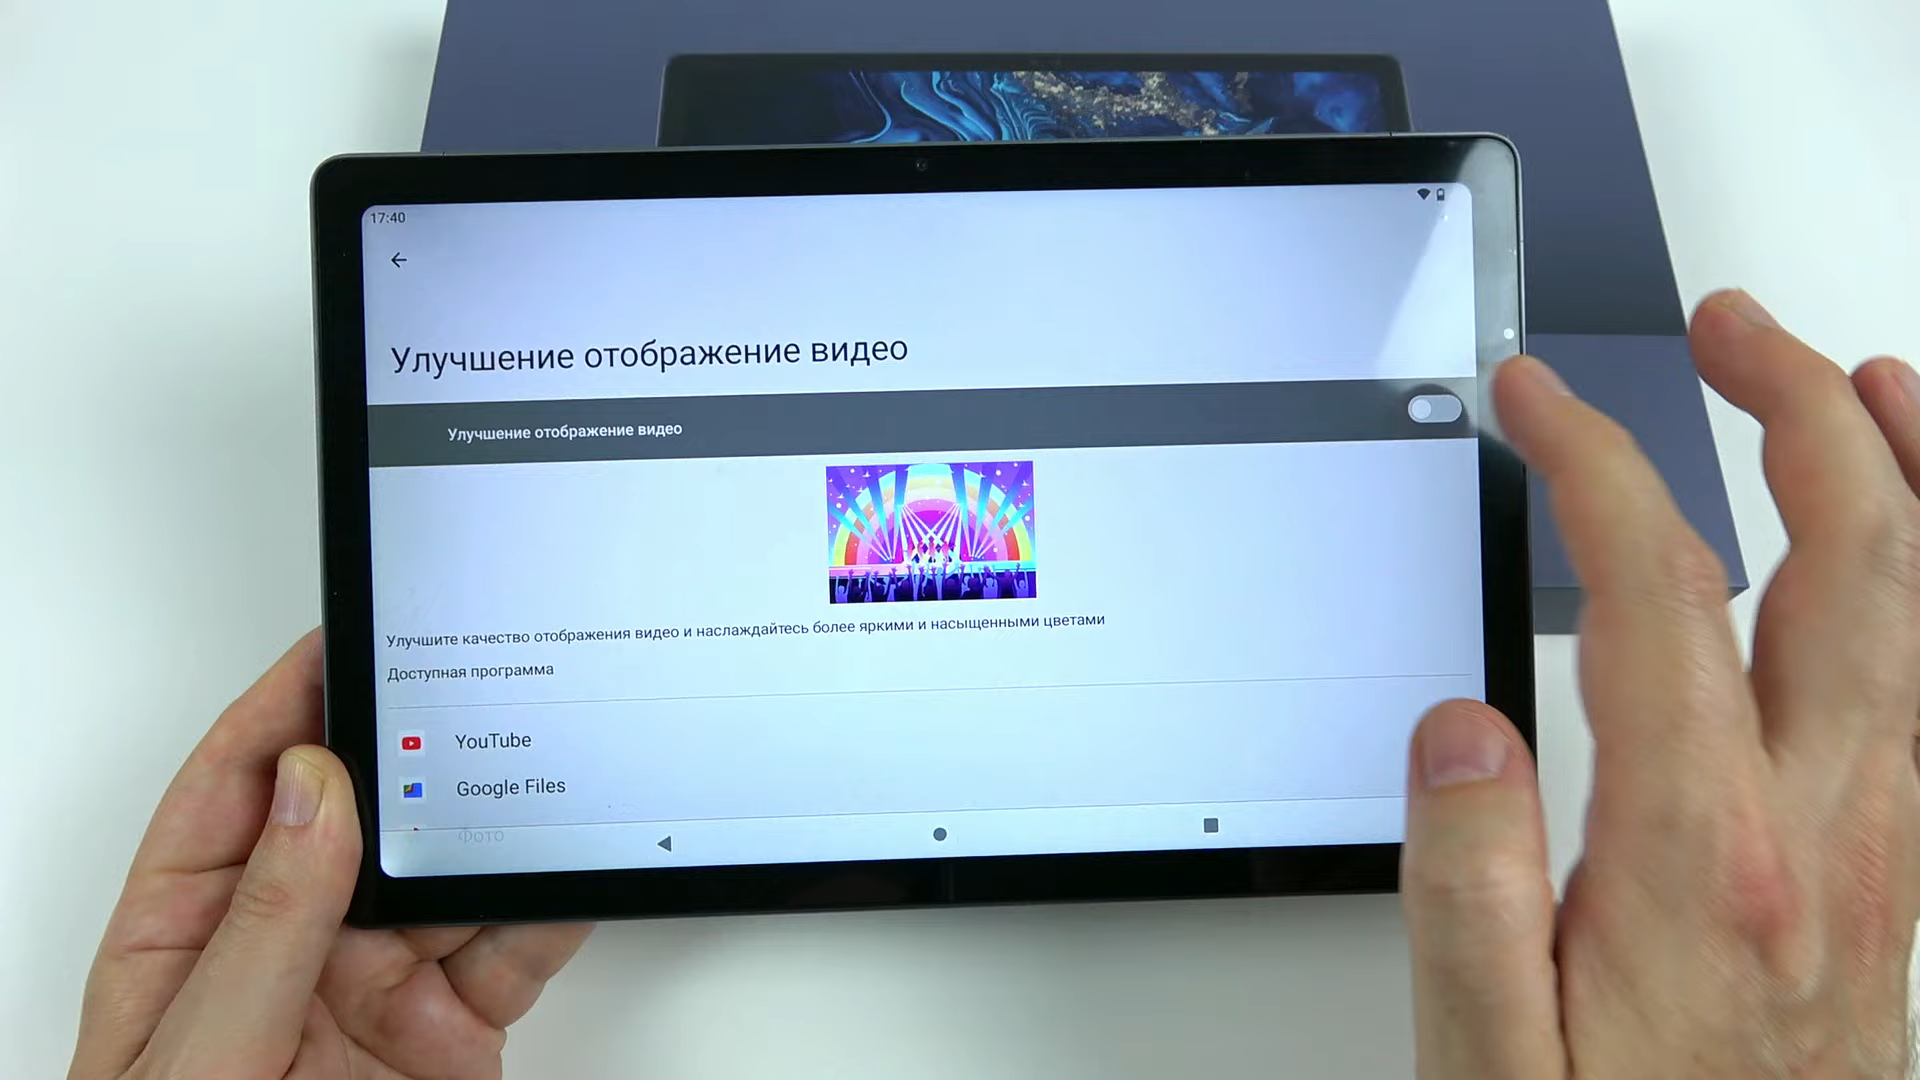 17:40
Улучшение отображение видео
Улучшение отображение видео
Улучшите качество отображения видео и наслаждайтесь более яркими и насыщенными цветами
Доступная программа
YouTube
Google Files
Фото